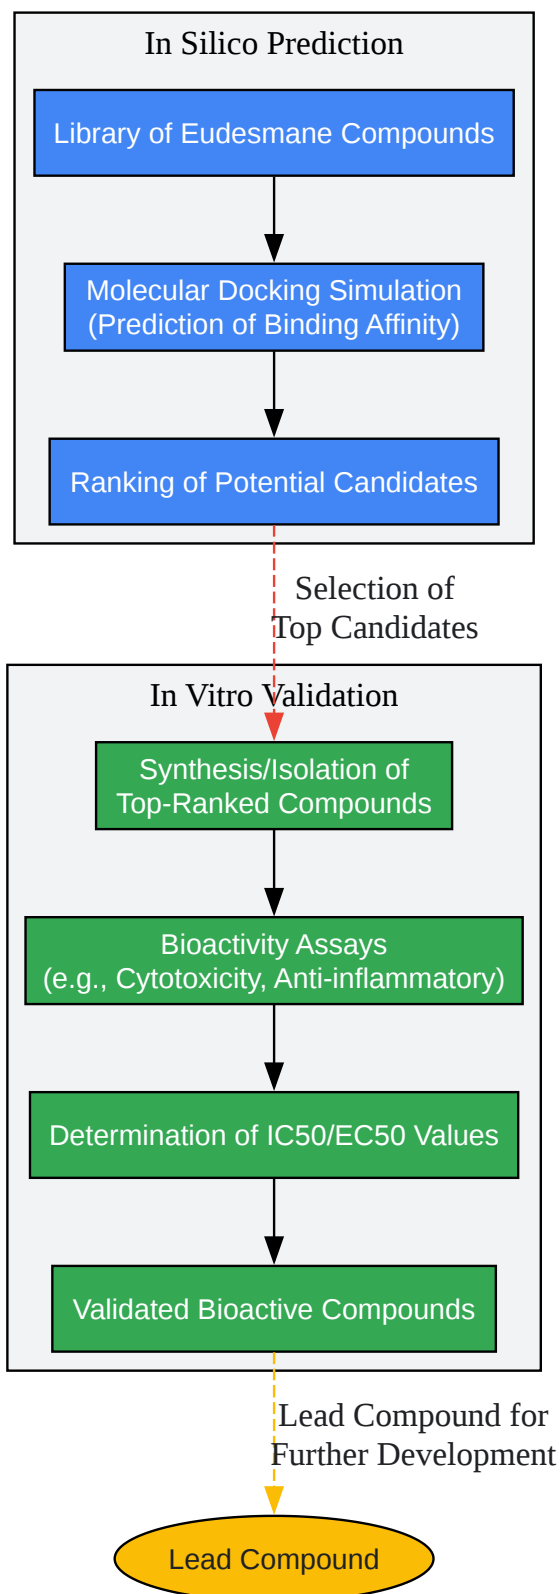 In Silico Prediction
Library of Eudesmane Compounds
Molecular Docking Simulation
(Prediction of Binding Affinity)
Ranking of Potential Candidates
Selection of
Top Candidates
In Vitro Validation
Synthesis/Isolation of
Top-Ranked Compounds
Bioactivity Assays
(e.g., Cytotoxicity, Anti-inflammatory)
Determination of IC50/EC50 Values
Validated Bioactive Compounds
Lead Compound for
Further Development
Lead Compound